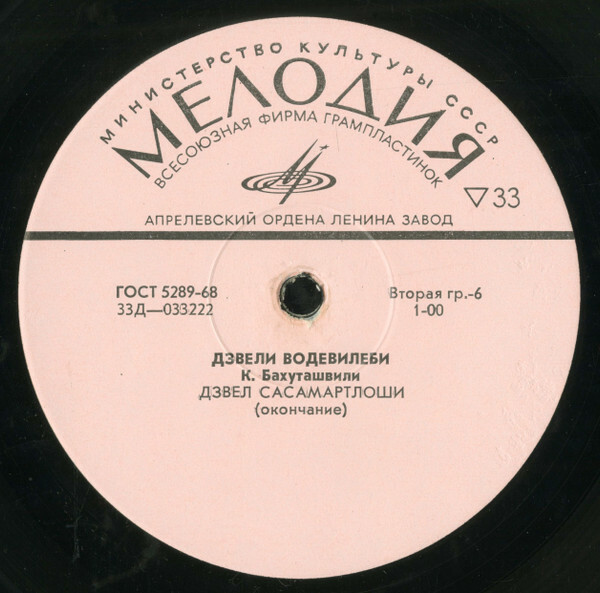 МИНИСТЕРСТВО КУЛЬТУРЫ СССР
МЕЛОДИЯ
ВСЕСОЮЗНАЯ ФИРМА ГРАМПЛАСТИНОК
▽33
АПРЕЛЕВСКИЙ ОРДЕНА ЛЕНИНА ЗАВОД
ГОСТ 5289-68
33Д—033222
Вторая гр.-6
1-00
ДЗВЕЛИ ВОДЕВИЛЕБИ
К. Бахуташвили
ДЗВЕЛ САСАМАРТЛОШИ
(окончание)